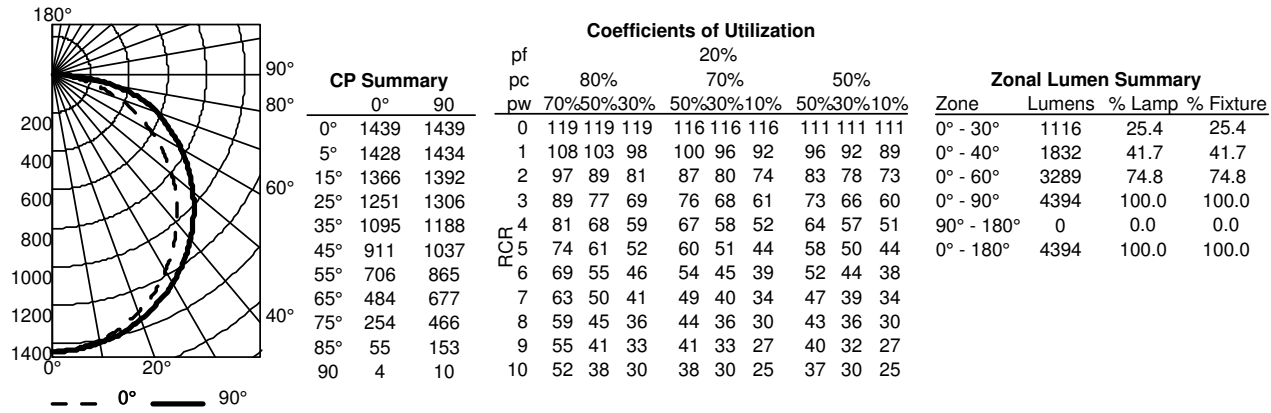 180°
90°
80°
60°
40°
200
400
600
800
1000
1200
1400
0° 20°
0° 90°
CP Summary
0° 90
0° 1439 1439
5° 1428 1434
15° 1366 1392
25° 1251 1306
35° 1095 1188
45° 911 1037
55° 706 865
65° 484 677
75° 254 466
85° 55 153
90 4 10
Coefficients of Utilization
pf 20%
pc 80% 70% 50%
pw 70%50%30% 50%30%10% 50%30%10%
RCR
0 119 119 119 116 116 116 111 111 111
1 108 103 98 100 96 92 96 92 89
2 97 89 81 87 80 74 83 78 73
3 89 77 69 76 68 61 73 66 60
4 81 68 59 67 58 52 64 57 51
5 74 61 52 60 51 44 58 50 44
6 69 55 46 54 45 39 52 44 38
7 63 50 41 49 40 34 47 39 34
8 59 45 36 44 36 30 43 36 30
9 55 41 33 41 33 27 40 32 27
10 52 38 30 38 30 25 37 30 25
Zonal Lumen Summary
Zone Lumens % Lamp % Fixture
0° - 30° 1116 25.4 25.4
0° - 40° 1832 41.7 41.7
0° - 60° 3289 74.8 74.8
0° - 90° 4394 100.0 100.0
90° - 180° 0 0.0 0.0
0° - 180° 4394 100.0 100.0